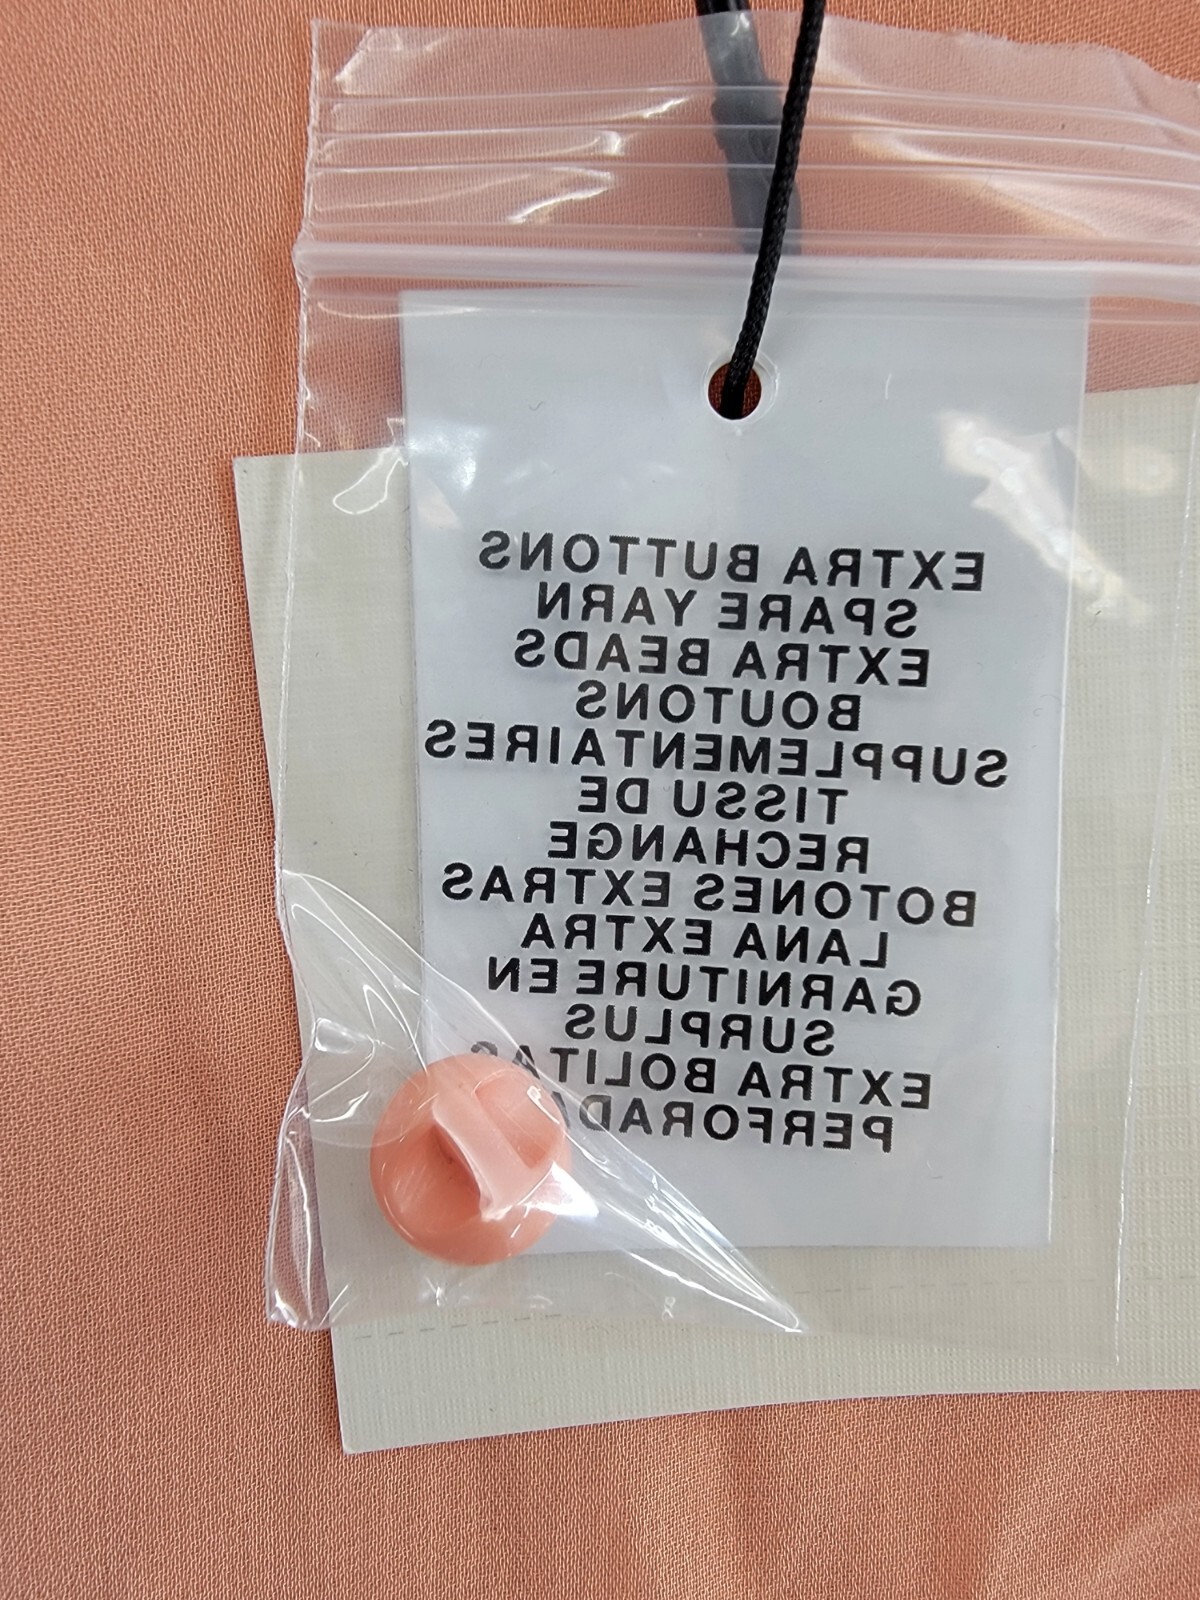 EXTRA BUTTONS
SPARE YARN
EXTRA BEADS
BOUTONS
SUPPLEMENTAIRES
TISSU DE
RECHANGE
BOTONES EXTRAS
LANA EXTRA
GARNITURE EN
SURPLUS
EXTRA BOLITAS
PERFORADA